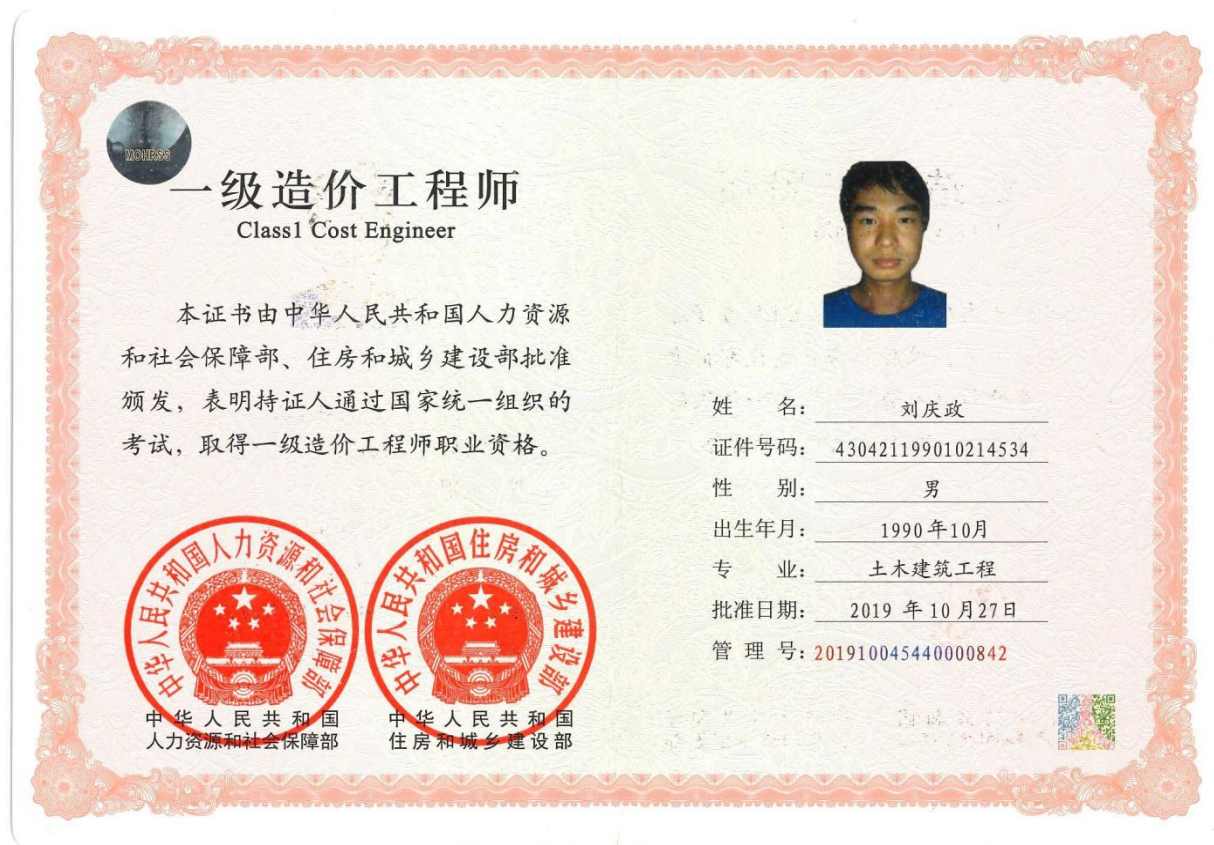 MOHRSS
一级造价工程师
Class1 Cost Engineer
本证书由中华人民共和国人力资源
和社会保障部、住房和城乡建设部批准
颁发，表明持证人通过国家统一组织的
考试，取得一级造价工程师职业资格。
中华人民共和国人力资源和社会保障部
中华人民共和国住房和城乡建设部
中华人民共和国
人力资源和社会保障部
中华人民共和国
住房和城乡建设部
姓 名： 刘庆政
证件号码： 430421199010214534
性 别： 男
出生年月： 1990年10月
专 业： 土木建筑工程
批准日期： 2019 年 10 月27日
管 理 号： 201910045440000842